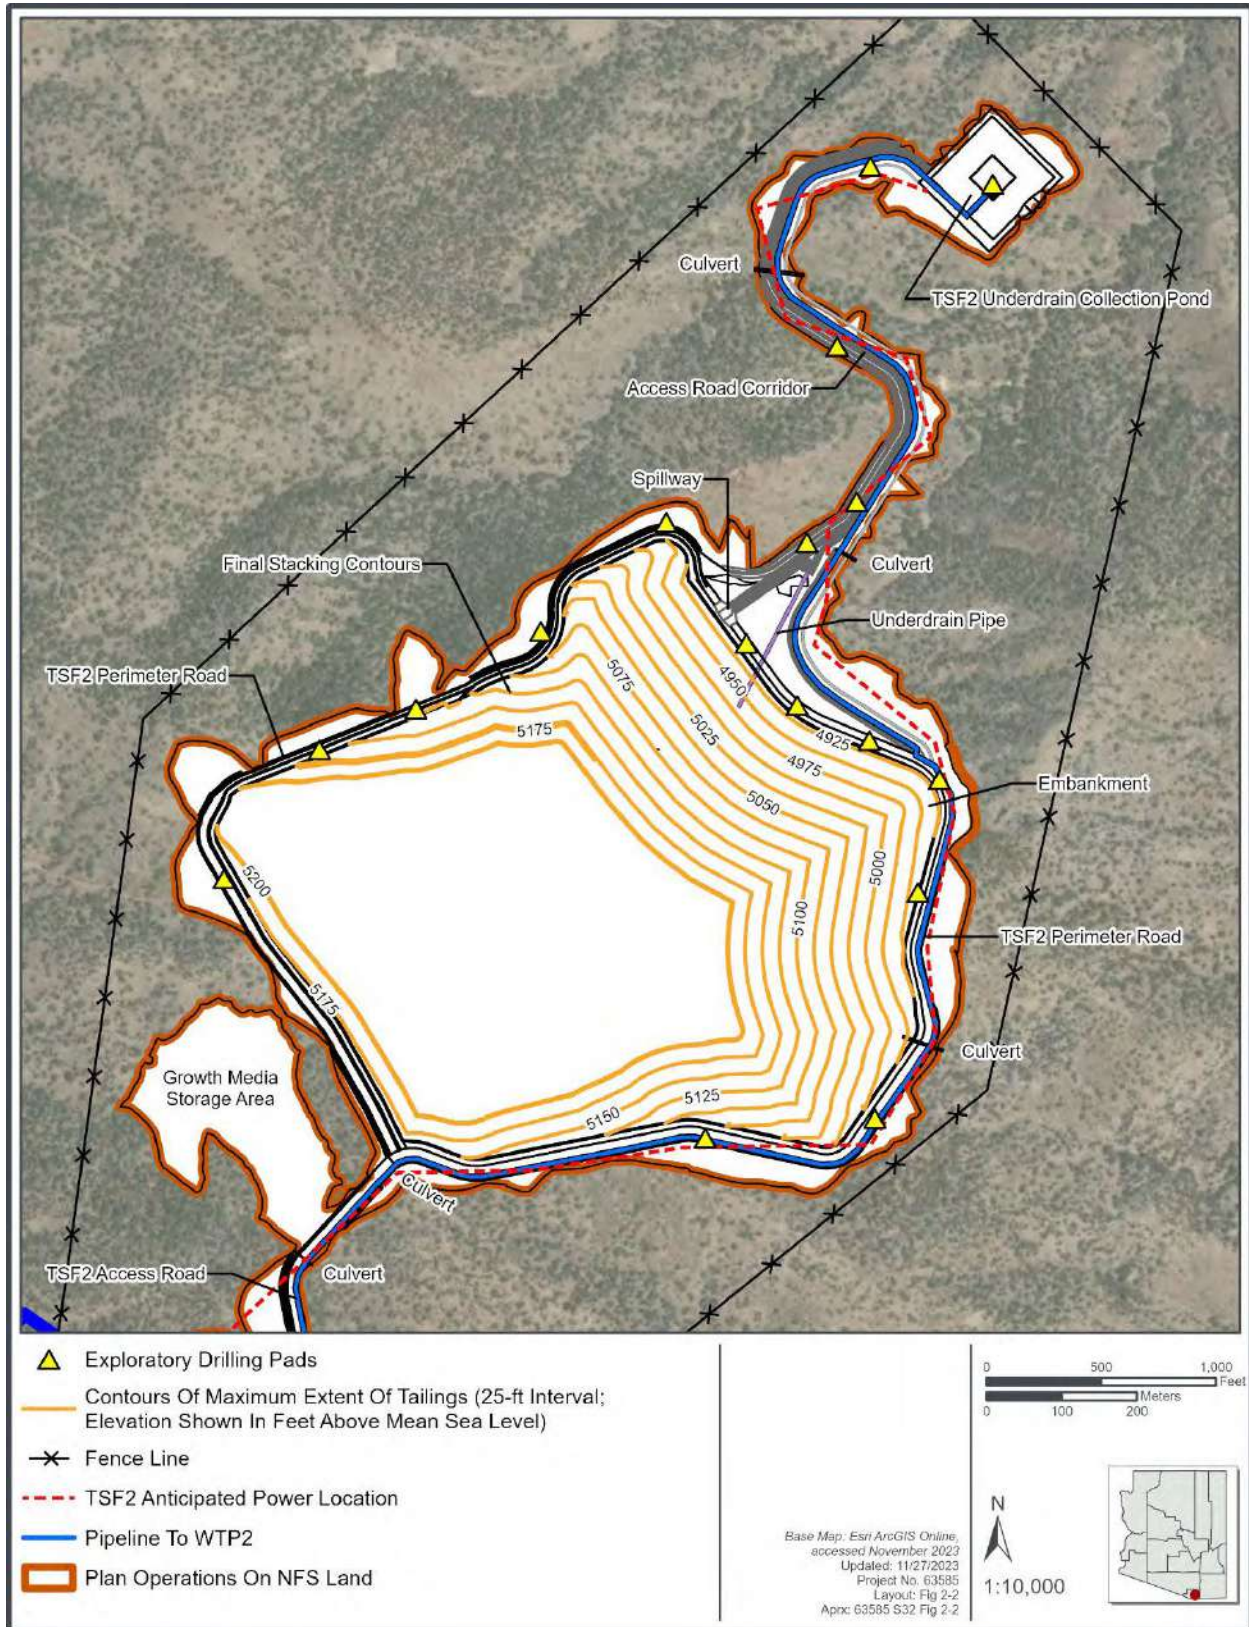 Culvert
TSF2 Underdrain Collection Pond
Access Road Corridor
Spillway
Final Stacking Contours
Culvert
Underdrain Pipe
TSF2 Perimeter Road
5075
4950
5175
5025
4925
4975
Embankment
5050
5000
5200
5100
TSF2 Perimeter Road
5175
Culvert
Growth Media
Storage Area
5125
5150
Culvert
TSF2 Access Road
Culvert
Exploratory Drilling Pads
Contours Of Maximum Extent Of Tailings (25-ft Interval;
Elevation Shown In Feet Above Mean Sea Level)
Fence Line
TSF2 Anticipated Power Location
Pipeline To WTP2
Plan Operations On NFS Land
0 500 1,000
Feet
Meters
0 100 200
N
1:10,000
Base Map: Esri ArcGIS Online,
accessed November 2023
Updated: 11/27/2023
Project No. 63585
Layout: Fig 2-2
Aprx: 63585 S32 Fig 2-2